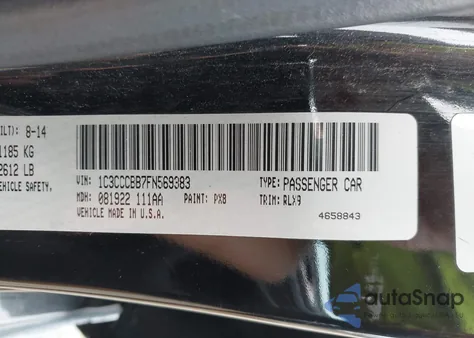 ILT): 8-14
1185 KG
2612 LB
EHICLE SAFETY.
VIN: 1C3CCCBB7FN569383 TYPE: PASSENGER CAR
MDH: 081922 111AA PAINT: PX8 TRIM: RLX9
VEHICLE MADE IN U.S.A. 4658843
autoSnap